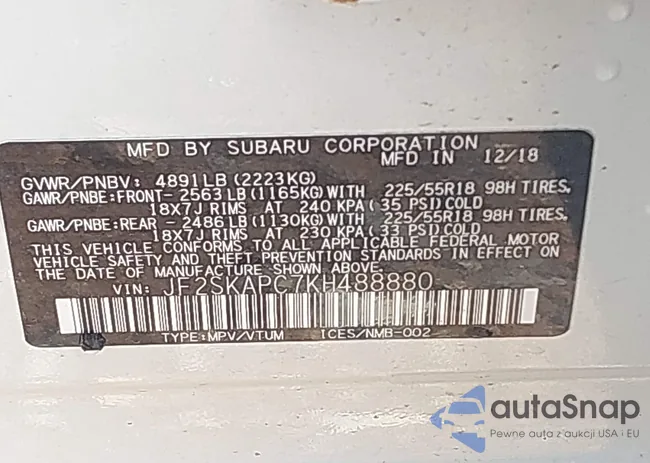 MFD BY SUBARU CORPORATION
MFD IN 12/18
GVWR/PNBV: 4891LB (2223KG)
GAWR/PNBE:FRONT- 2563LB (1165KG)WITH 225/55R18 98H TIRES,
18X7J RIMS AT 240 KPA (35 PSI)COLD
GAWR/PNBE:REAR - 2486LB (1130KG)WITH 225/55R18 98H TIRES,
18X7J RIMS AT 230 KPA (33 PSI)COLD
THIS VEHICLE CONFORMS TO ALL APPLICABLE FEDERAL MOTOR
VEHICLE SAFETY AND THEFT PREVENTION STANDARDS IN EFFECT ON
THE DATE OF MANUFACTURE SHOWN ABOVE.
VIN: JF2SKAPC7KH488880
TYPE:MPV/VTUM ICES/NMB-002
autaSnap
Pewne auta z aukcji USA i EU